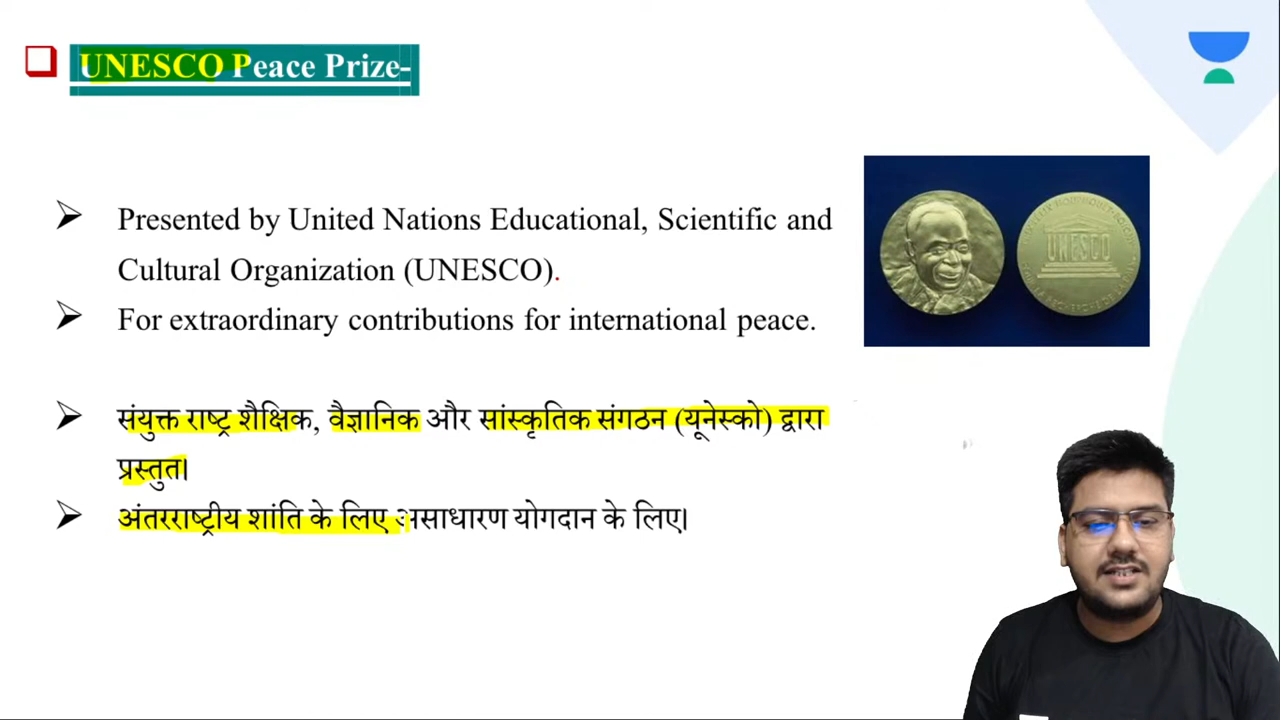 UNESCO Peace Prize-
Presented by United Nations Educational, Scientific and
Cultural Organization (UNESCO).
For extraordinary contributions for international peace.
UNESCO
संयुक्त राष्ट्र शैक्षिक, वैज्ञानिक और सांस्कृतिक संगठन (यूनेस्को) द्वारा
प्रस्तुत।
अंतरराष्ट्रीय शांति के लिए असाधारण योगदान के लिए।